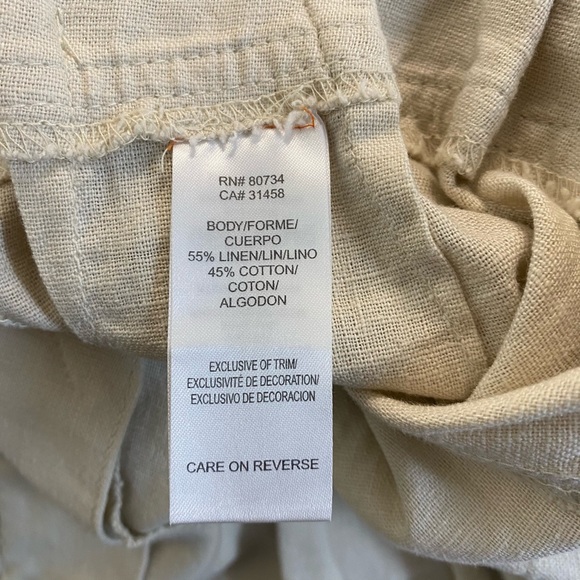 RN# 80734
CA# 31458
BODY/FORME/
CUERPO
55% LINEN/LIN/LINO
45% COTTON/
COTON/
ALGODON
EXCLUSIVE OF TRIM/
EXCLUSIVITÉ DE DECORATION/
EXCLUSIVO DE DECORACION
CARE ON REVERSE